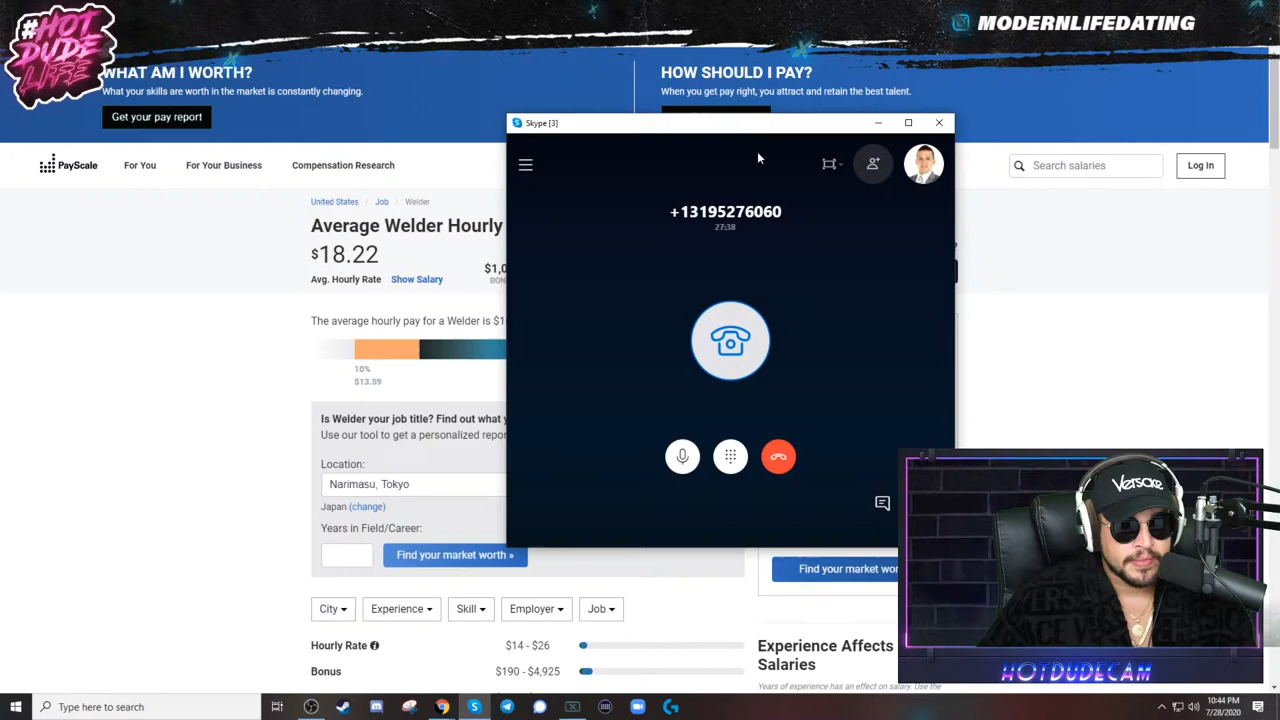 #HOT
DUDE
LIFE
MODERNLIFEDATING
WHAT AM I WORTH?
What your skills are worth in the market is constantly changing.
Get your pay report
HOW SHOULD I PAY?
When you get pay right, you attract and retain the best talent.
Skype [3]
PayScale
For You
For Your Business
Compensation Research
Search salaries
Log In
United States / Job / Welder
Average Welder Hourly
$18.22
Avg. Hourly Rate
Show Salary
+13195276060
27:38
The average hourly pay for a Welder is
10%
$13.59
Is Welder your job title? Find out what
Use our tool to get a personalized
Location:
Narimasu, Tokyo
Japan (change)
Years in Field/Career:
Find your market worth »
Find your market
City
Experience
Skill
Employer
Job
Hourly Rate
$14 - $26
Bonus
$190 - $4,925
Experience Affects
Salaries
Years of experience has an effect on salary. Use the
VERSACE
HOTDUDECAM
Type here to search
10:44 PM
7/28/2020